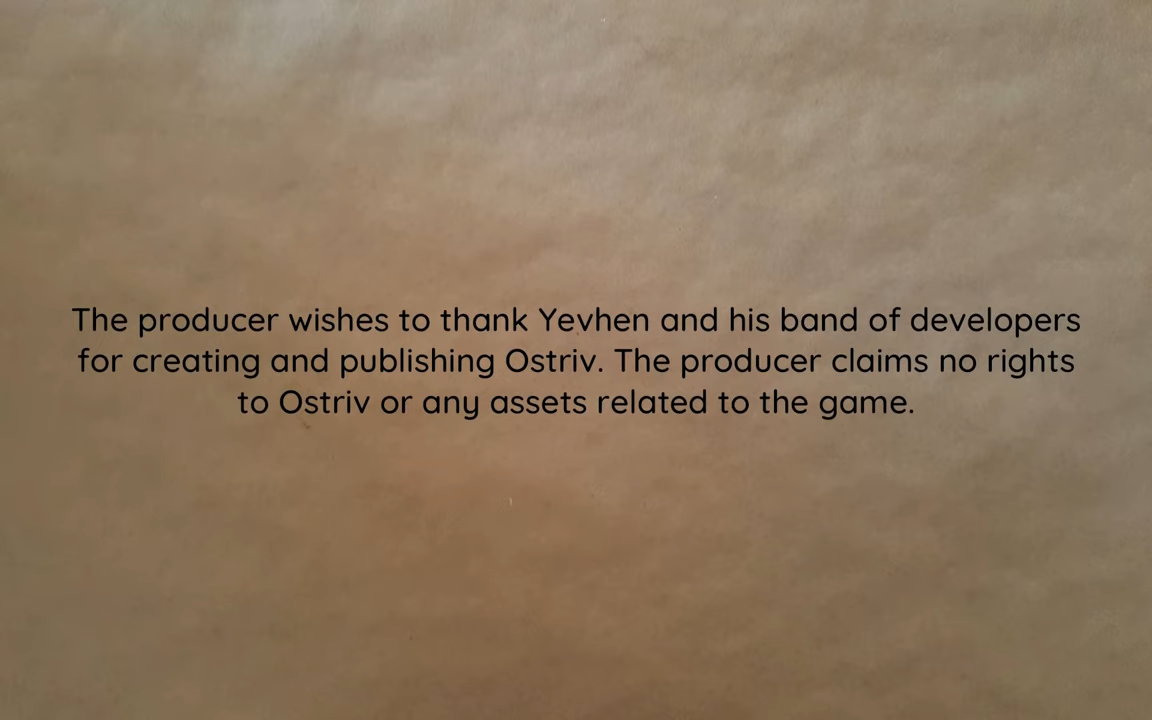 The producer wishes to thank Yevhen and his band of developers
for creating and publishing Ostriv. The producer claims no rights
to Ostriv or any assets related to the game.